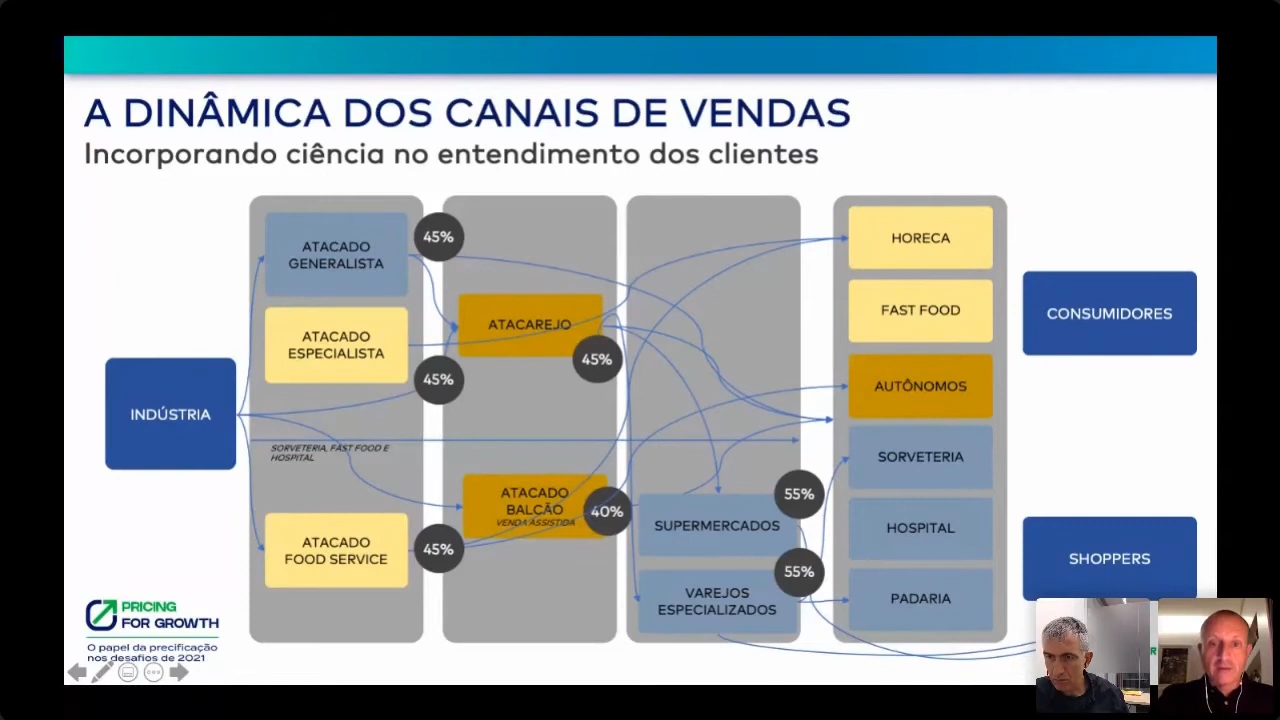 A DINÂMICA DOS CANAIS DE VENDAS
Incorporando ciência no entendimento dos clientes
INDÚSTRIA
ATACADO
GENERALISTA
45%
ATACADO
ESPECIALISTA
45%
SORVETERIA, FAST FOOD E
HOSPITAL
ATACADO
FOOD SERVICE
45%
ATACAREJO
45%
ATACADO
BALCÃO
VENDA ASSISTIDA
40%
SUPERMERCADOS
55%
VAREJOS
ESPECIALIZADOS
55%
HORECA
FAST FOOD
AUTÔNOMOS
SORVETERIA
HOSPITAL
PADARIA
CONSUMIDORES
SHOPPERS
PRICING
FOR GROWTH
O papel da precificação
nos desafios de 2021